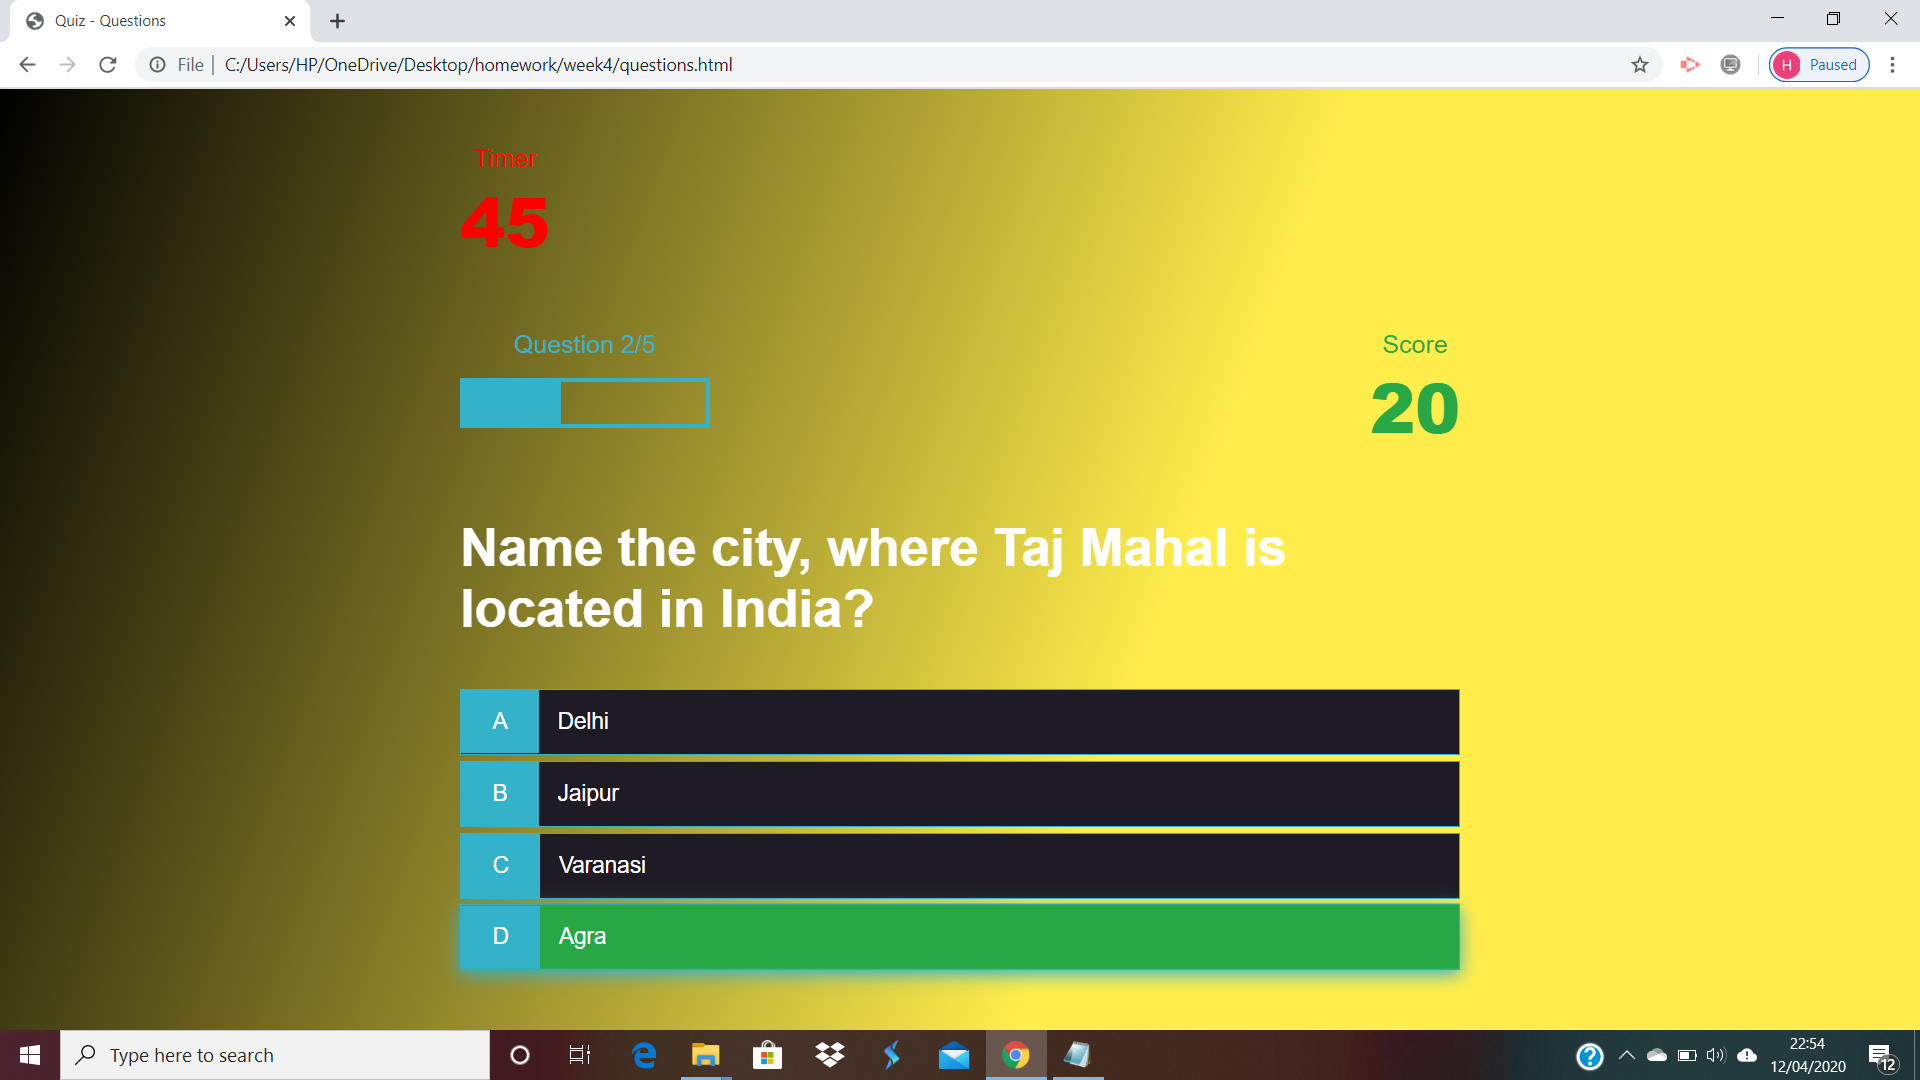 Quiz - Questions
File
C:/Users/HP/OneDrive/Desktop/homework/week4/questions.html
H
Paused
Timer
45
Question 2/5
Score
20
Name the city, where Taj Mahal is
located in India?
A
Delhi
B
Jaipur
C
Varanasi
D
Agra
Type here to search
22:54
12/04/2020
12